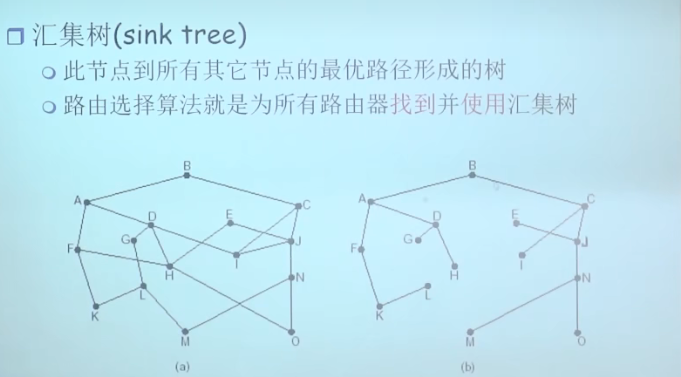 汇集树(sink tree)
此节点到所有其它节点的最优路径形成的树
路由选择算法就是为所有路由器找到并使用汇集树
B B
A C A C
D E D E
G J G J
F H I F H I
L N L N
K K
M O M O
(a) (b)